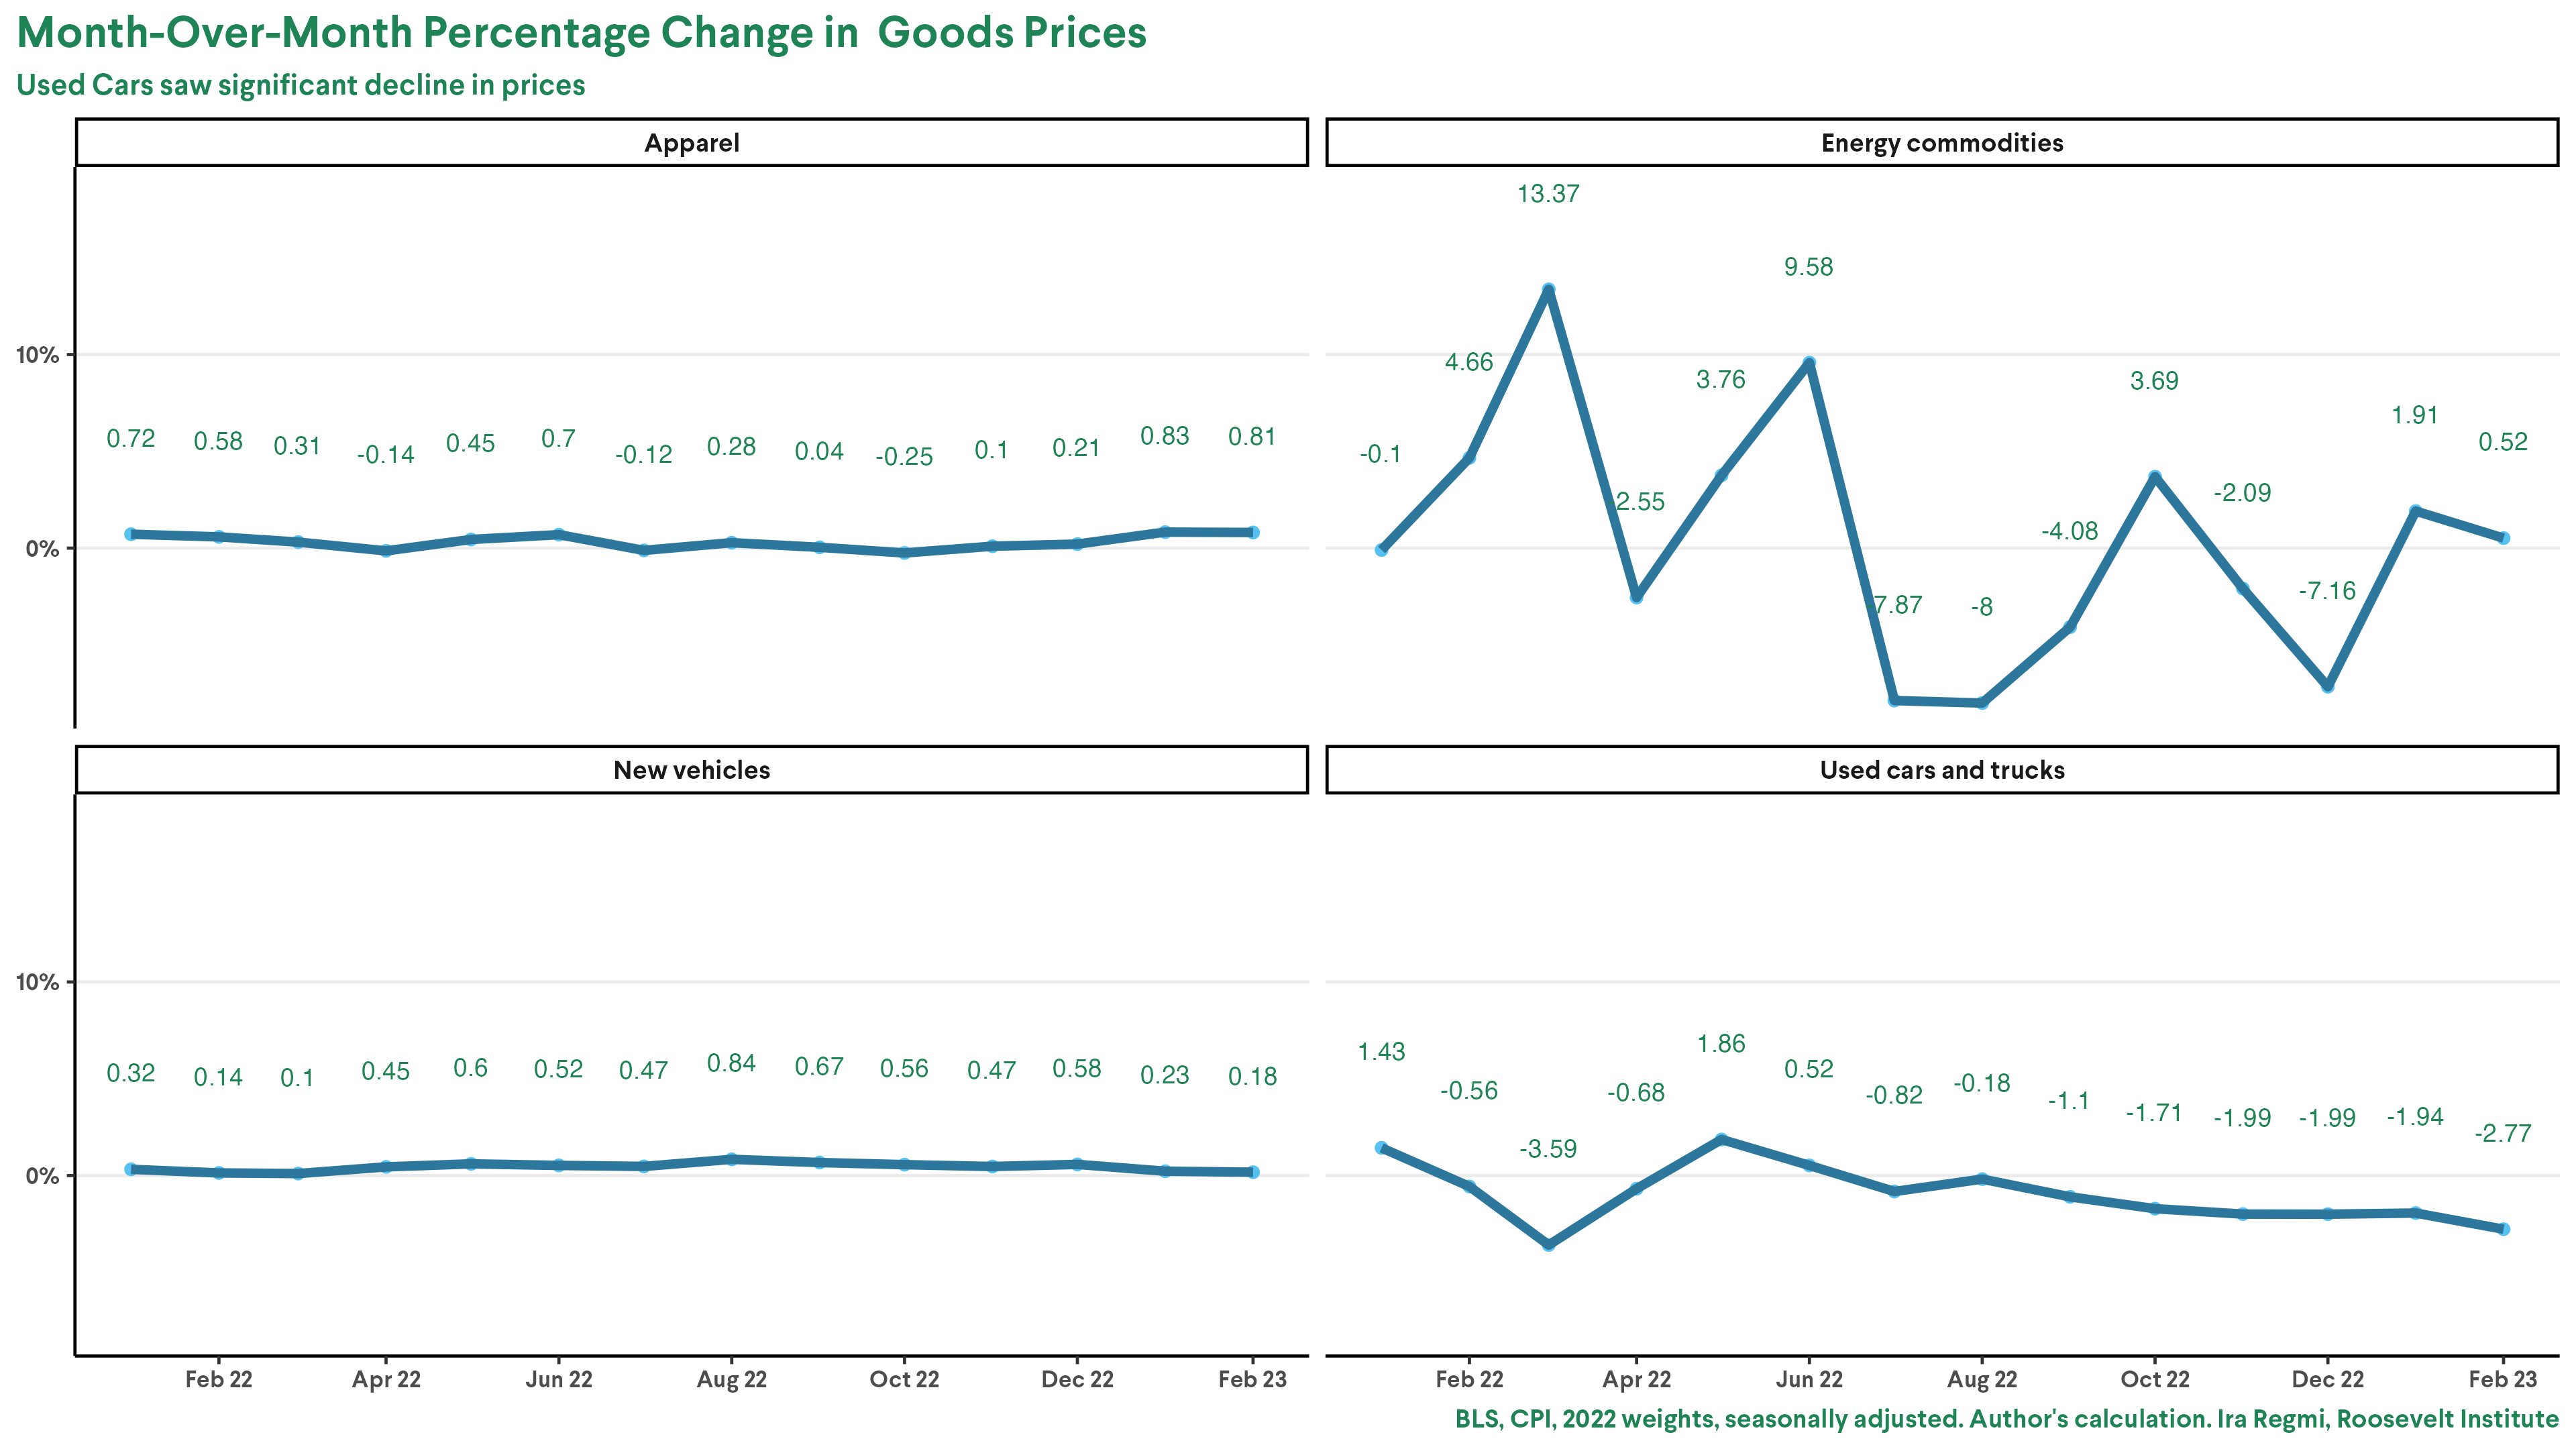 Month-Over-Month Percentage Change in  Goods Prices
Used Cars saw significant decline in prices
Apparel
10%
0%
0.72 0.58 0.31 -0.14 0.45 0.7 -0.12 0.28 0.04 -0.25 0.1 0.21 0.83 0.81
Energy commodities
-0.1 4.66 13.37 2.55 3.76 9.58 7.87 -8 -4.08 3.69 -2.09 -7.16 1.91 0.52
New vehicles
10%
0%
0.32 0.14 0.1 0.45 0.6 0.52 0.47 0.84 0.67 0.56 0.47 0.58 0.23 0.18
Used cars and trucks
1.43 -0.56 -3.59 -0.68 1.86 0.52 -0.82 -0.18 -1.1 -1.71 -1.99 -1.99 -1.94 -2.77
Feb 22 Apr 22 Jun 22 Aug 22 Oct 22 Dec 22 Feb 23
Feb 22 Apr 22 Jun 22 Aug 22 Oct 22 Dec 22 Feb 23
BLS, CPI, 2022 weights, seasonally adjusted. Author's calculation. Ira Regmi, Roosevelt Institute